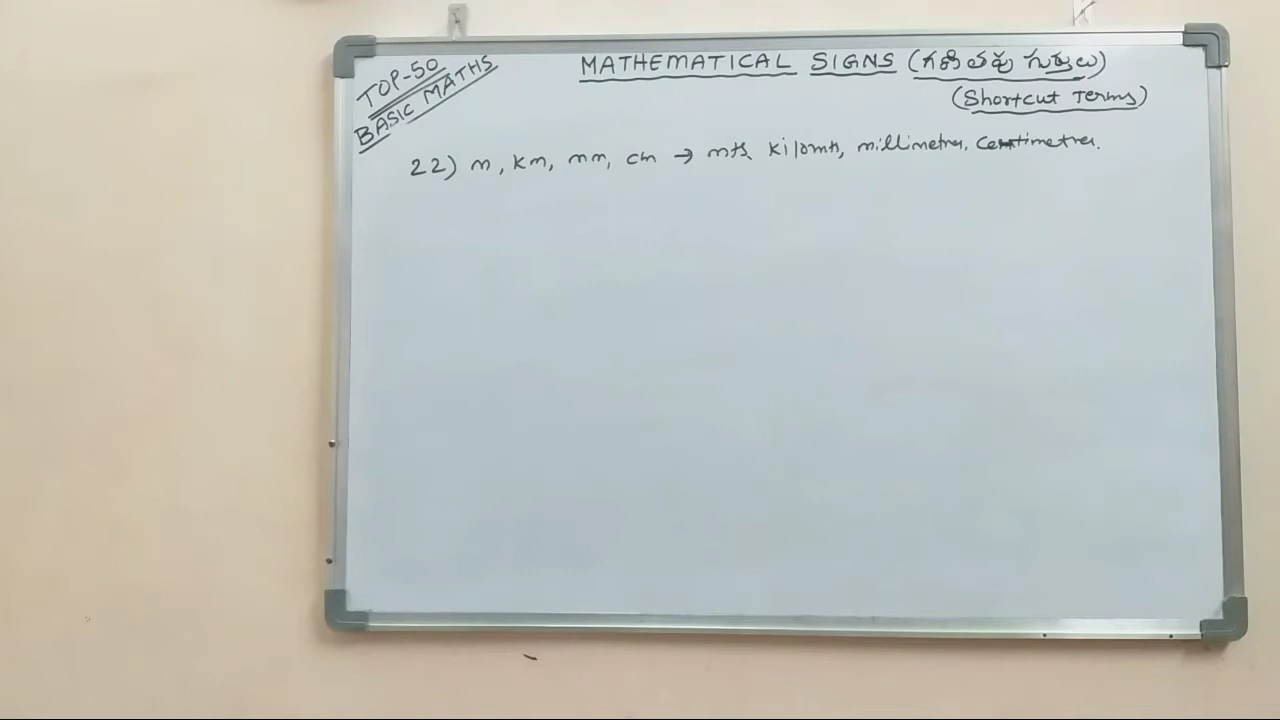 TOP-50
BASIC MATHS
MATHEMATICAL SIGNS (గణితపు గుర్తులు)
(Shortcut Terms)
22) m, km, mm, cm → mts, kilomts, millimetres, centimetres.